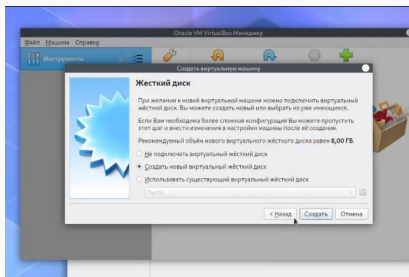 Oracle VM VirtualBox Менеджер
Файл Машина Справка
Инструменты
Создать виртуальную машину
Жесткий диск
При желании к новой виртуальной машине можно подключить виртуальный
жёсткий диск. Вы можете создать новый или выбрать из уже имеющихся.
Если Вам необходима более сложная конфигурация Вы можете пропустить
этот шаг и внести изменения в настройки машины после её создания.
Рекомендуемый объём нового виртуального жёсткого диска равен 8,00 ГБ.
Не подключать виртуальный жёсткий диск
Создать новый виртуальный жёсткий диск
Использовать существующий виртуальный жёсткий диск
Пусто
< Назад Создать Отмена